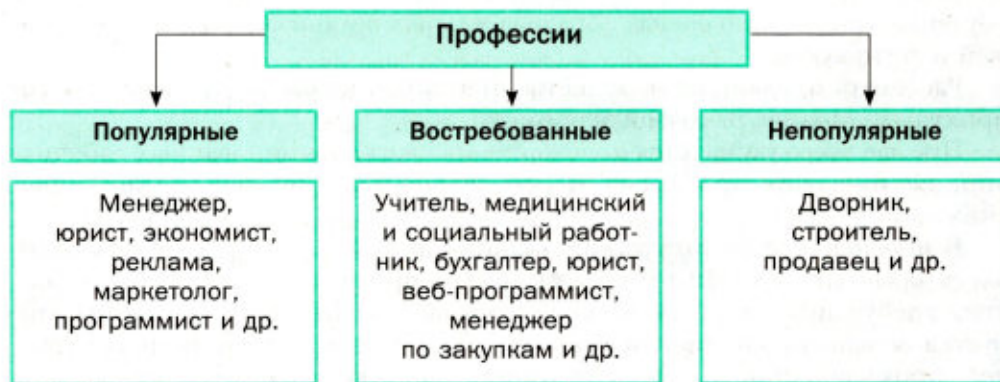 Профессии
Популярные
Востребованные
Непопулярные
Менеджер,
юрист, экономист,
реклама,
маркетолог,
программист и др.
Учитель, медицинский
и социальный работ-
ник, бухгалтер, юрист,
веб-программист,
менеджер
по закупкам и др.
Дворник,
строитель,
продавец и др.